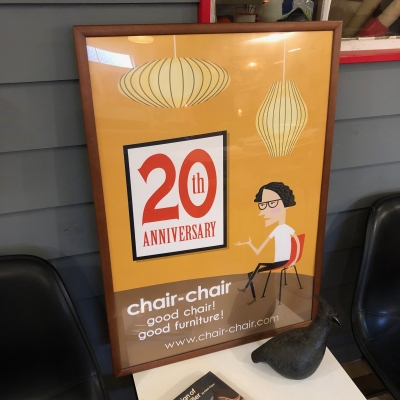 20th
ANNIVERSARY
chair-chair
good chair!
good furniture!
www.chair-chair.com